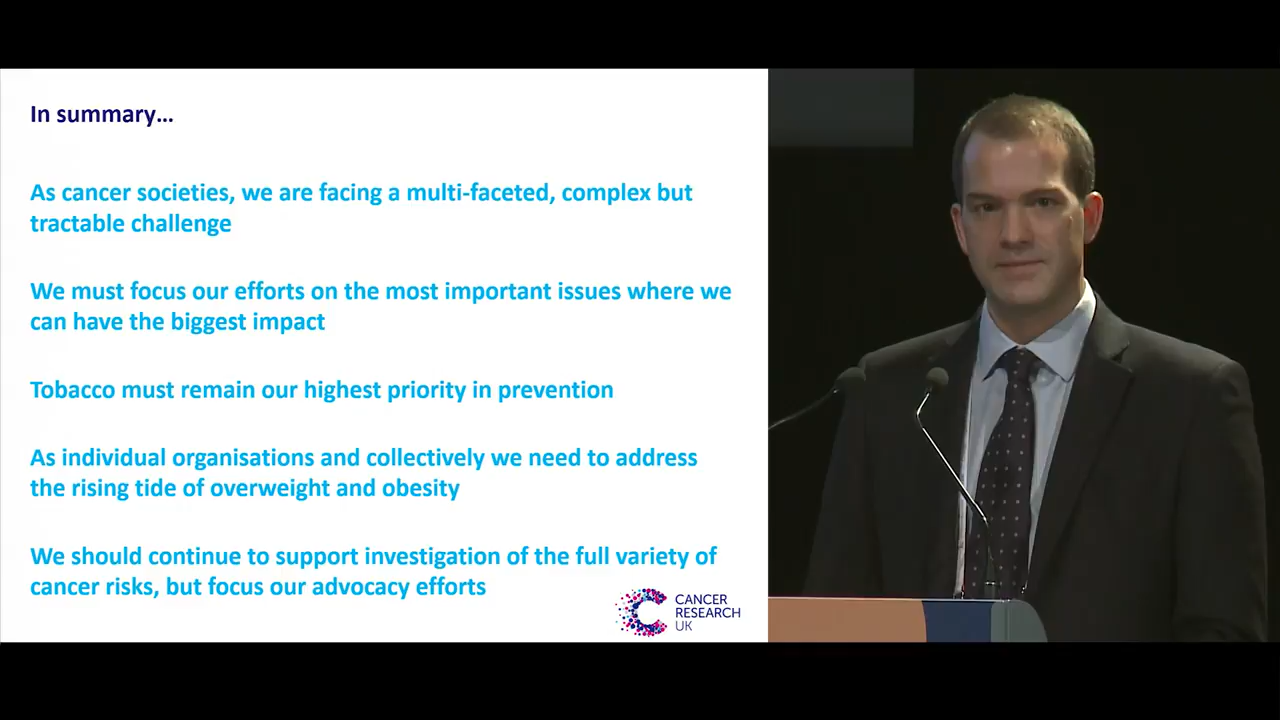 In summary...
As cancer societies, we are facing a multi-faceted, complex but
tractable challenge
We must focus our efforts on the most important issues where we
can have the biggest impact
Tobacco must remain our highest priority in prevention
As individual organisations and collectively we need to address
the rising tide of overweight and obesity
We should continue to support investigation of the full variety of
cancer risks, but focus our advocacy efforts
CANCER
RESEARCH
UK